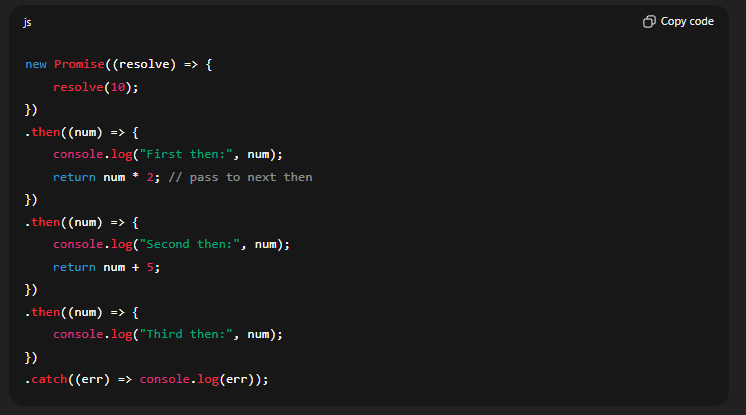 js
Copy code
new Promise((resolve) => {
    resolve(10);
})
.then((num) => {
    console.log("First then:", num);
    return num * 2; // pass to next then
})
.then((num) => {
    console.log("Second then:", num);
    return num + 5;
})
.then((num) => {
    console.log("Third then:", num);
})
.catch((err) => console.log(err));